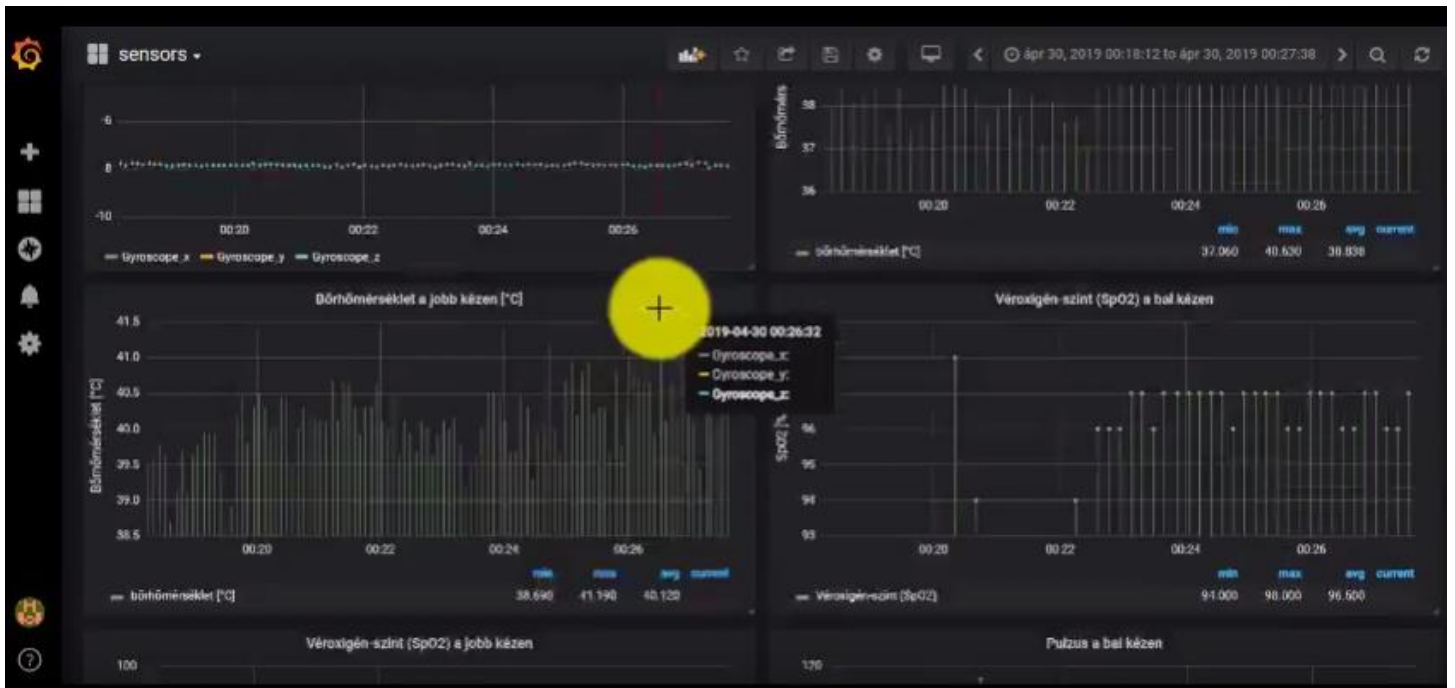 sensors
ápr 30, 2019 00:18:12 to ápr 30, 2019 00:27:38
-6
8
-10
00:20 00:22 00:24 00:26
Gyroscope_x Gyroscope_y Gyroscope_z
Bőrhőmérs
38
37
36
00:20 00:22 00:24 00:26
min max avg current
bőrhőmérséklet [°C] 37.060 40.630 38.838
Bőrhőmérséklet a jobb kézen [°C]
Bőrhőmérséklet [°C]
41.5
41.0
40.5
40.0
39.5
39.0
38.5
00:20 00:22 00:24 00:26
min max avg current
bőrhőmérséklet [°C] 38.690 41.190 40.120
2019-04-30 00:26:32
Gyroscope_x:
Gyroscope_y:
Gyroscope_z:
Véroxigén-szint (SpO2) a bal kézen
SpO2 [%
96
95
94
93
00:20 00:22 00:24 00:26
min max avg current
Véroxigén-szint (SpO2) 94.000 98.000 96.500
Véroxigén-szint (SpO2) a jobb kézen
100
Pulzus a bal kézen
120
?